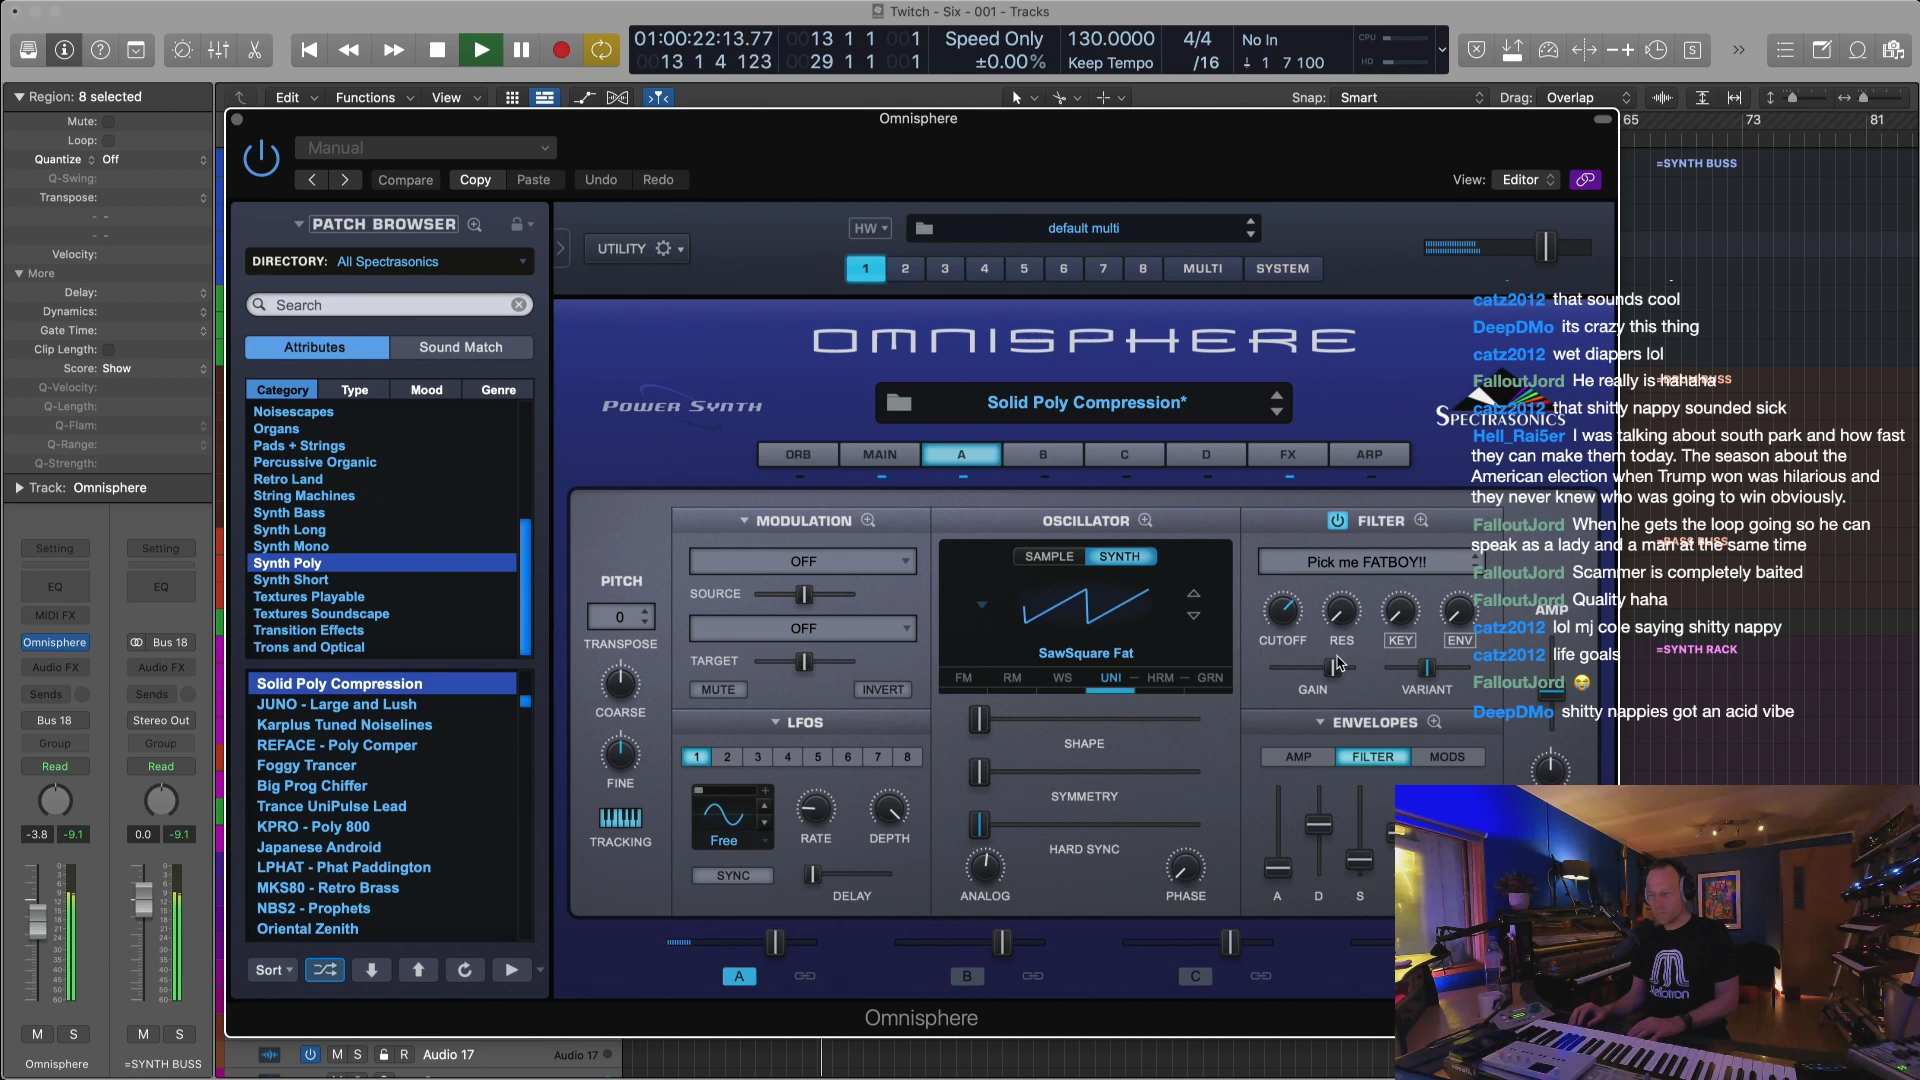 Twitch - Six - 001 - Tracks
01:00:22:13.77
0013 1 1 001
Speed Only
130.0000
4/4
No In
CPU
0013 1 4 123
0029 1 1 001
±0.00%
Keep Tempo
/16
1 7 100
HD
Region: 8 selected
Edit
Functions
View
Snap: Smart
Drag: Overlap
Mute:
Loop:
Quantize Off
Q-Swing:
Transpose:
Velocity:
More
Delay:
Dynamics:
Gate Time:
Clip Length:
Score: Show
Q-Velocity:
Q-Length:
Q-Flam:
Q-Range:
Q-Strength:
Track: Omnisphere
Setting
Setting
EQ
EQ
MIDI FX
Omnisphere
Bus 18
Audio FX
Audio FX
Sends
Sends
Bus 18
Stereo Out
Group
Group
Read
Read
-3.8
-9.1
0.0
-9.1
M
S
M
S
Omnisphere
=SYNTH BUSS
Omnisphere
65
73
81
Manual
Compare
Copy
Paste
Undo
Redo
View: Editor
PATCH BROWSER
DIRECTORY: All Spectrasonics
Search
Attributes
Sound Match
Category
Type
Mood
Genre
Noisescapes
Organs
Pads + Strings
Percussive Organic
Retro Land
String Machines
Synth Bass
Synth Long
Synth Mono
Synth Poly
Synth Short
Textures Playable
Textures Soundscape
Transition Effects
Trons and Optical
Solid Poly Compression
JUNO - Large and Lush
Karplus Tuned Noiselines
REFACE - Poly Comper
Foggy Trancer
Big Prog Chiffer
Trance UniPulse Lead
KPRO - Poly 800
Japanese Android
LPHAT - Phat Paddington
MKS80 - Retro Brass
NBS2 - Prophets
Oriental Zenith
Sort
UTILITY
HW
default multi
1
2
3
4
5
6
7
8
MULTI
SYSTEM
OMNISPHERE
POWER SYNTH
Solid Poly Compression*
SPECTRASONICS
ORB
MAIN
A
B
C
D
FX
ARP
MODULATION
OSCILLATOR
FILTER
PITCH
0
TRANSPOSE
COARSE
FINE
TRACKING
OFF
SOURCE
OFF
TARGET
MUTE
INVERT
LFOS
1
2
3
4
5
6
7
8
Free
RATE
DEPTH
SYNC
DELAY
SAMPLE
SYNTH
SawSquare Fat
FM
RM
WS
UNI
HRM
GRN
SHAPE
SYMMETRY
HARD SYNC
ANALOG
PHASE
Pick me FATBOY!!
CUTOFF
RES
KEY
ENV
GAIN
VARIANT
ENVELOPES
AMP
FILTER
MODS
A
D
S
AMP
A
B
C
Omnisphere
M
S
R
Audio 17
Audio 17
=SYNTH BUSS
=BASS BUSS
=SYNTH RACK
catz2012 that sounds cool
DeepDMo its crazy this thing
catz2012 wet diapers lol
FalloutJord He really is hahaha
catz2012 that shitty nappy sounded sick
Hell_Rai5er I was talking about south park and how fast
they can make them today. The season about the
American election when Trump won was hilarious and
they never knew who was going to win obviously.
FalloutJord When he gets the loop going so he can
speak as a lady and a man at the same time
FalloutJord Scammer is completely baited
FalloutJord Quality haha
catz2012 lol mj cole saying shitty nappy
catz2012 life goals
FalloutJord 😭
DeepDMo shitty nappies got an acid vibe